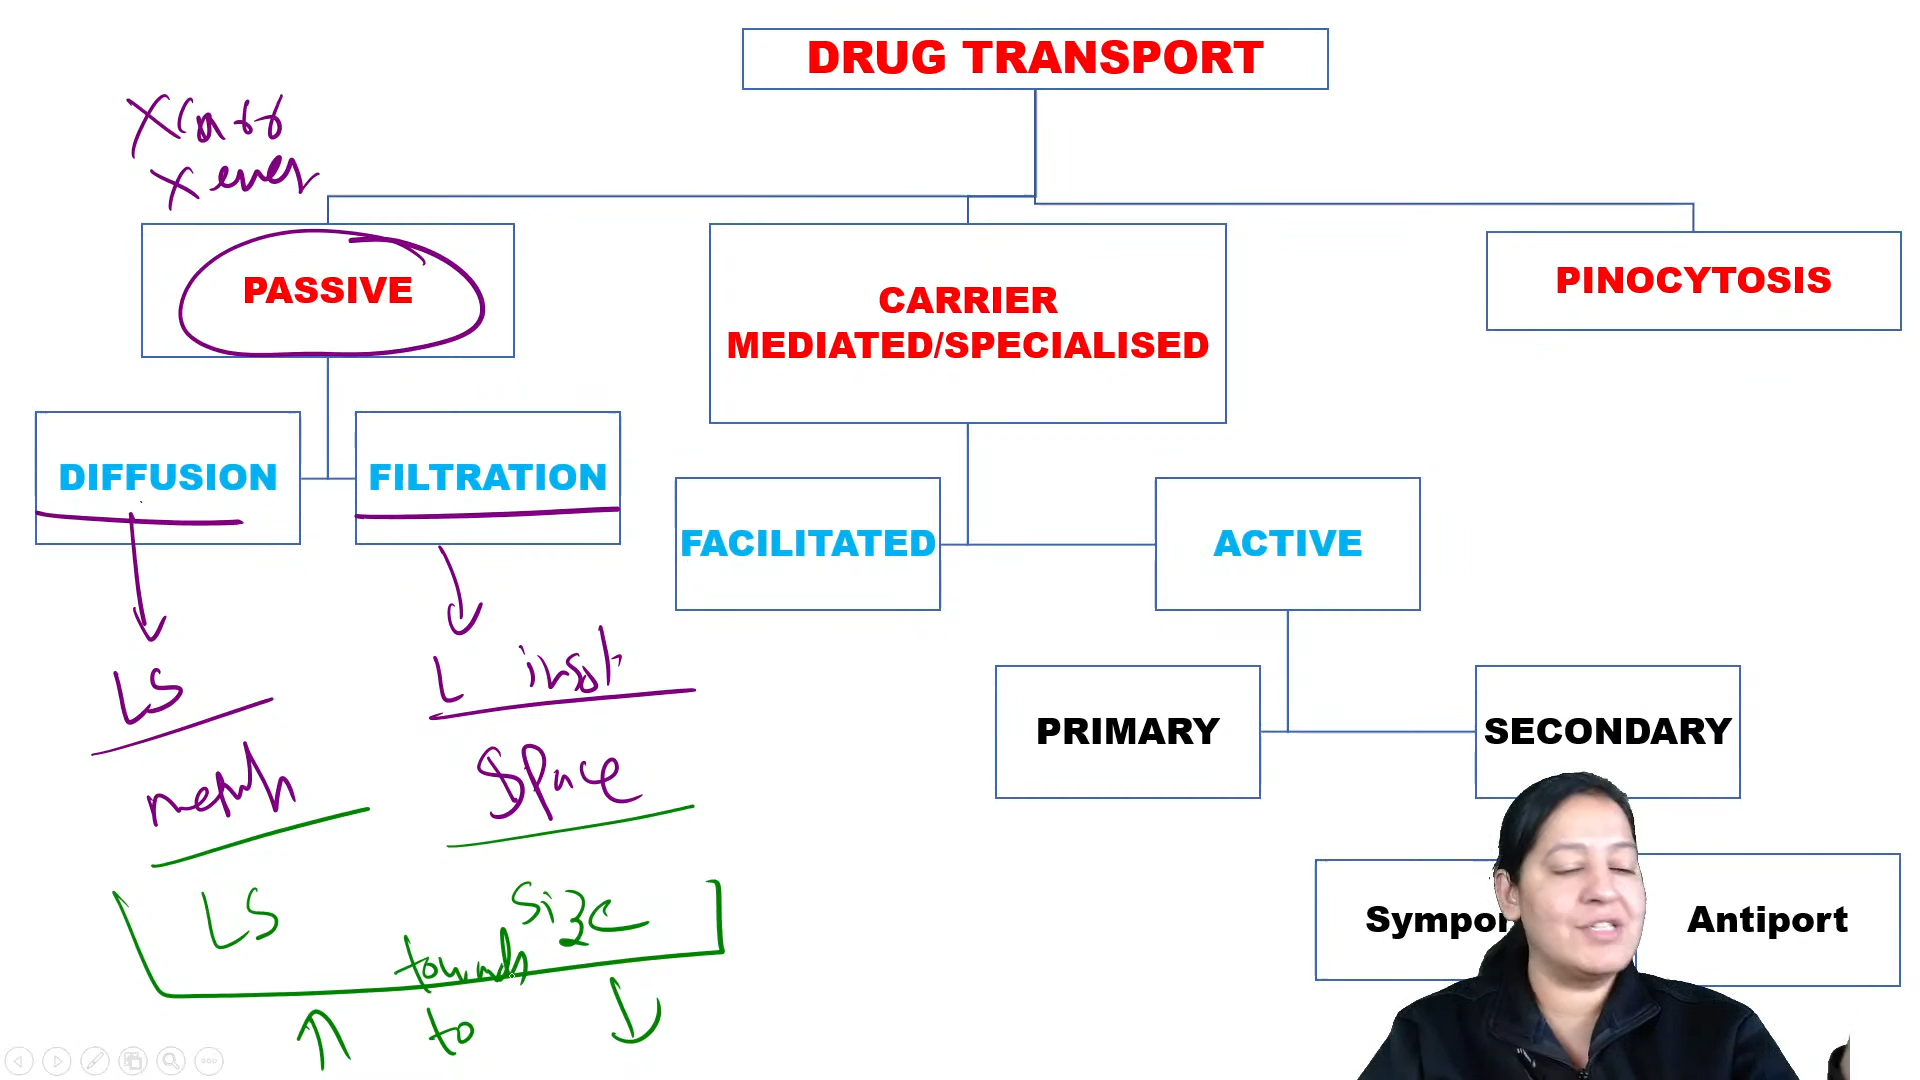 DRUG TRANSPORT
PASSIVE
CARRIER
MEDIATED/SPECIALISED
PINOCYTOSIS
DIFFUSION
FILTRATION
FACILITATED
ACTIVE
LS
L insol
Space
PRIMARY
SECONDARY
LS
Size
towards
to
Sympor
Antiport